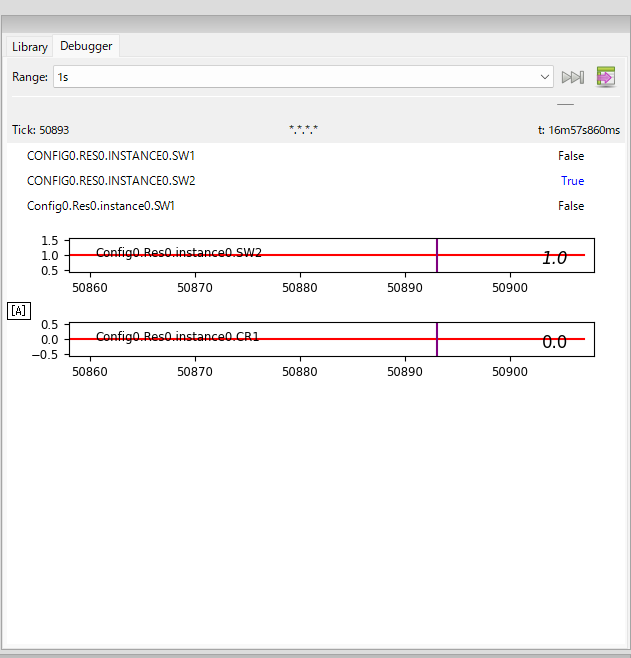 Library Debugger
Range: 1s
Tick: 50893 *.*.*.* t: 16m57s860ms
CONFIG0.RES0.INSTANCE0.SW1 False
CONFIG0.RES0.INSTANCE0.SW2 True
Config0.Res0.instance0.SW1 False
1.5
Config0.Res0.instance0.SW2
1.0 1.0
0.5
50860 50870 50880 50890 50900
[A]
0.5
Config0.Res0.instance0.CR1
0.0 0.0
−0.5
50860 50870 50880 50890 50900